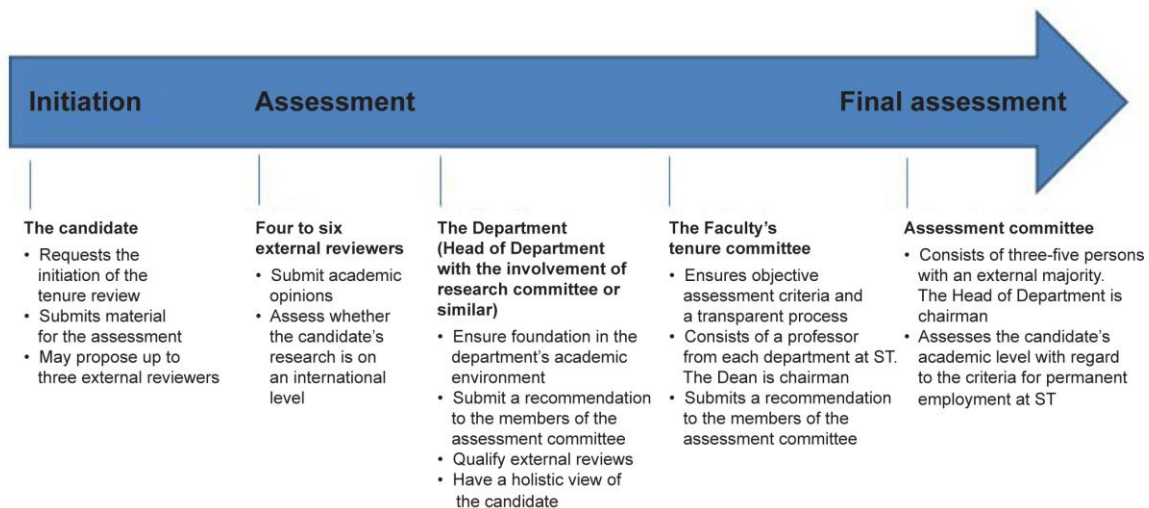 Initiation
Assessment
Final assessment
The candidate
• Requests the
initiation of the
tenure review
• Submits material
for the assessment
• May propose up to
three external reviewers
Four to six
external reviewers
• Submit academic
opinions
• Assess whether
the candidate's
research is on
an international
level
The Department
(Head of Department
with the involvement of
research committee or
similar)
• Ensure foundation in the
department's academic
environment
• Submit a recommendation
to the members of the
assessment committee
• Qualify external reviews
• Have a holistic view of
the candidate
The Faculty's
tenure committee
• Ensures objective
assessment criteria and
a transparent process
• Consists of a professor
from each department at ST.
The Dean is chairman
• Submits a recommendation
to the members of the
assessment committee
Assessment committee
• Consists of three-five persons
with an external majority.
The Head of Department is
chairman
• Assesses the candidate's
academic level with regard
to the criteria for permanent
employment at ST